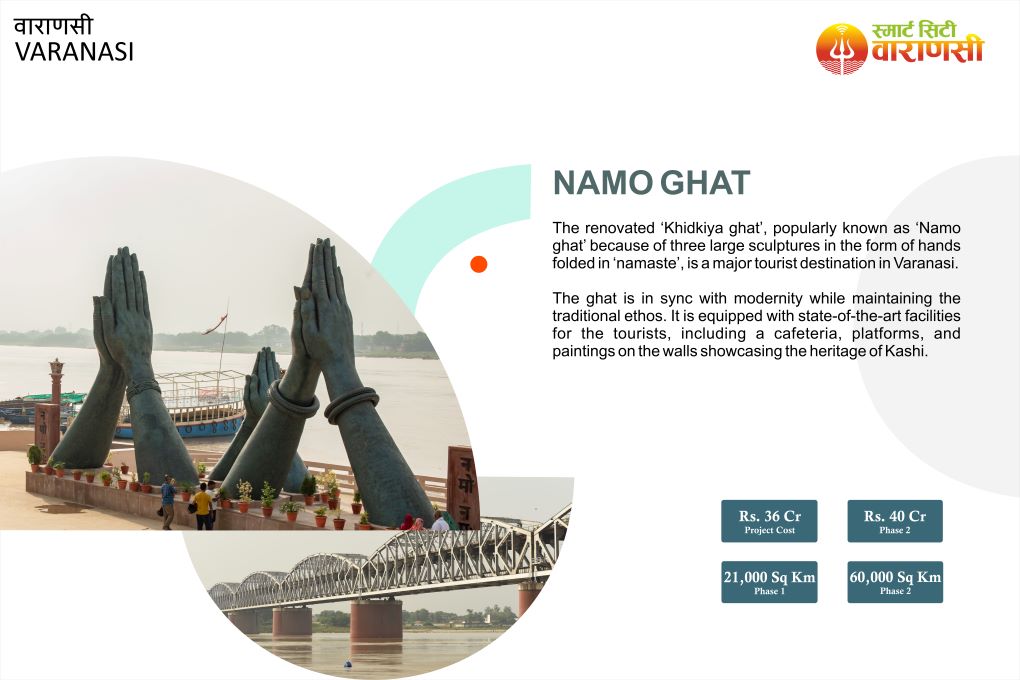 वाराणसी
VARANASI
स्मार्ट सिटी
वाराणसी
NAMO GHAT
The renovated ‘Khidkiya ghat’, popularly known as ‘Namo
ghat’ because of three large sculptures in the form of hands
folded in ‘namaste’, is a major tourist destination in Varanasi.
The ghat is in sync with modernity while maintaining the
traditional ethos. It is equipped with state-of-the-art facilities
for the tourists, including a cafeteria, platforms, and
paintings on the walls showcasing the heritage of Kashi.
न
मो
न
Rs. 36 Cr
Project Cost
Rs. 40 Cr
Phase 2
21,000 Sq Km
Phase 1
60,000 Sq Km
Phase 2